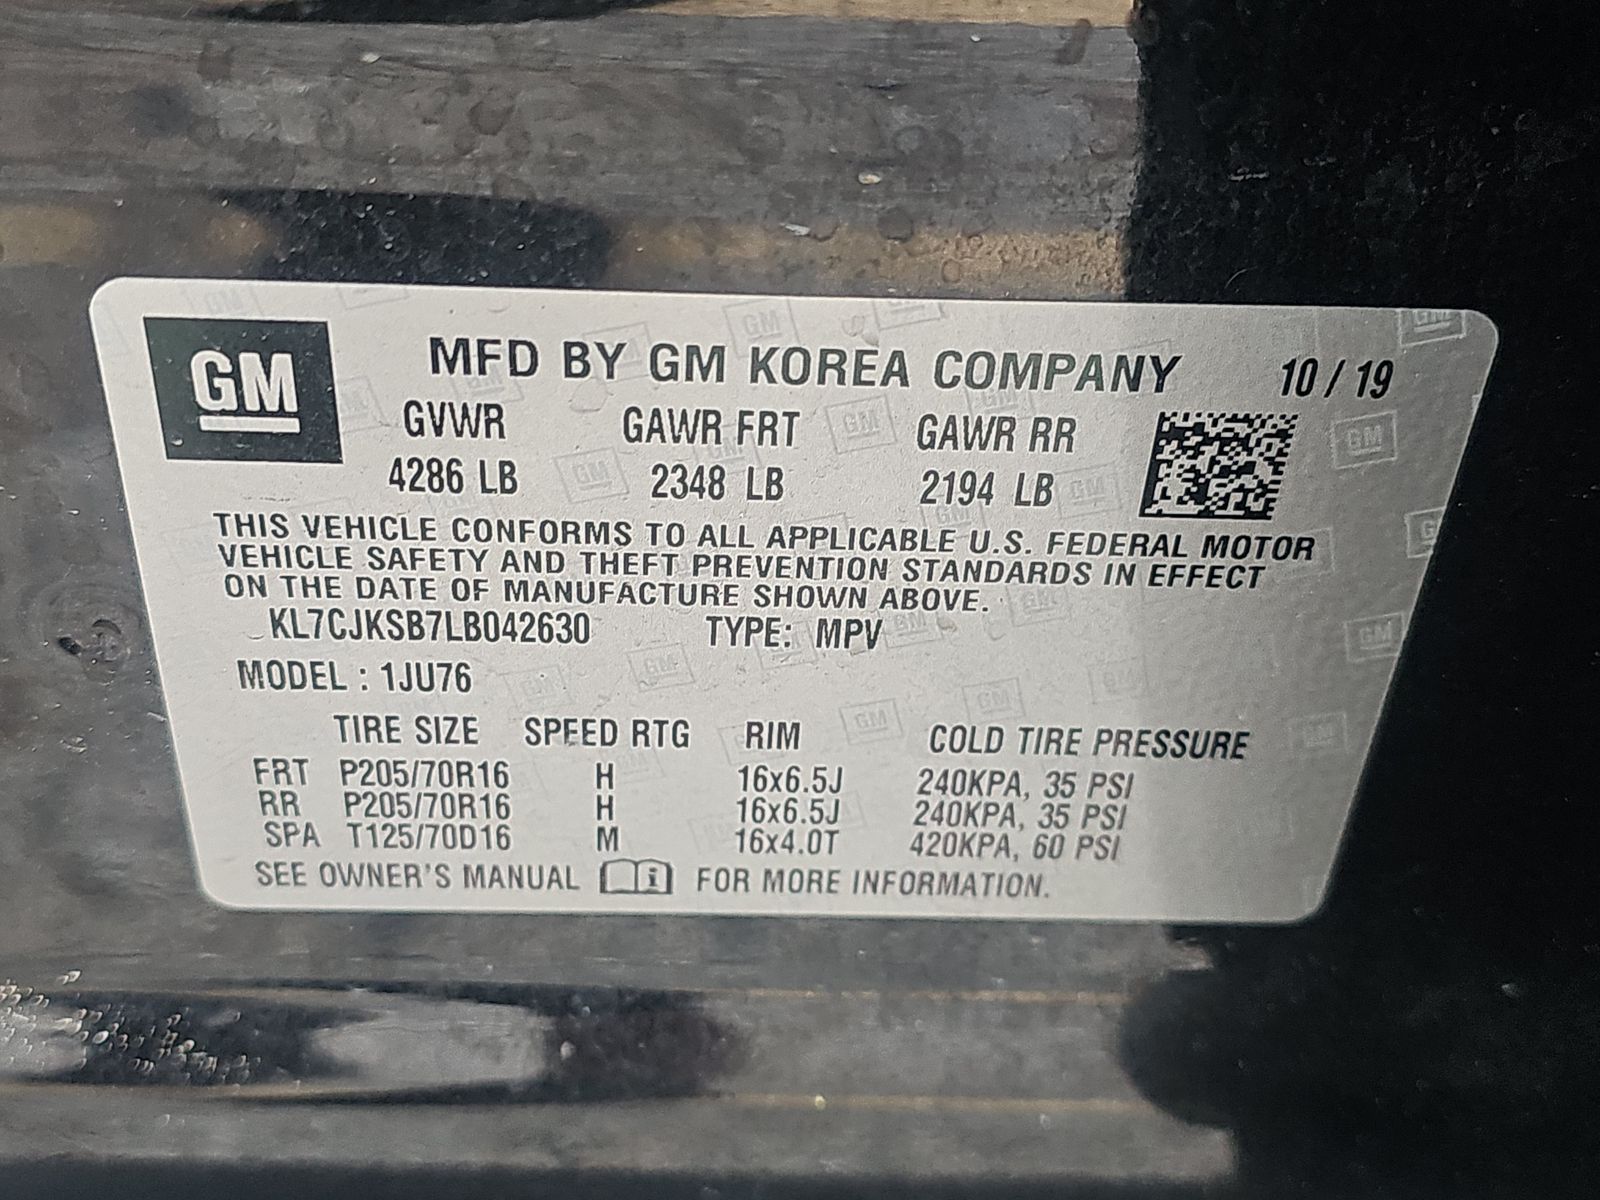 GM
MFD BY GM KOREA COMPANY 10 / 19
GVWR GAWR FRT GAWR RR
4286 LB 2348 LB 2194 LB
THIS VEHICLE CONFORMS TO ALL APPLICABLE U.S. FEDERAL MOTOR
VEHICLE SAFETY AND THEFT PREVENTION STANDARDS IN EFFECT
ON THE DATE OF MANUFACTURE SHOWN ABOVE.
KL7CJKSB7LB042630 TYPE: MPV
MODEL : 1JU76
TIRE SIZE SPEED RTG RIM COLD TIRE PRESSURE
FRT P205/70R16 H 16x6.5J 240KPA, 35 PSI
RR P205/70R16 H 16x6.5J 240KPA, 35 PSI
SPA T125/70D16 M 16x4.0T 420KPA, 60 PSI
SEE OWNER'S MANUAL i FOR MORE INFORMATION.